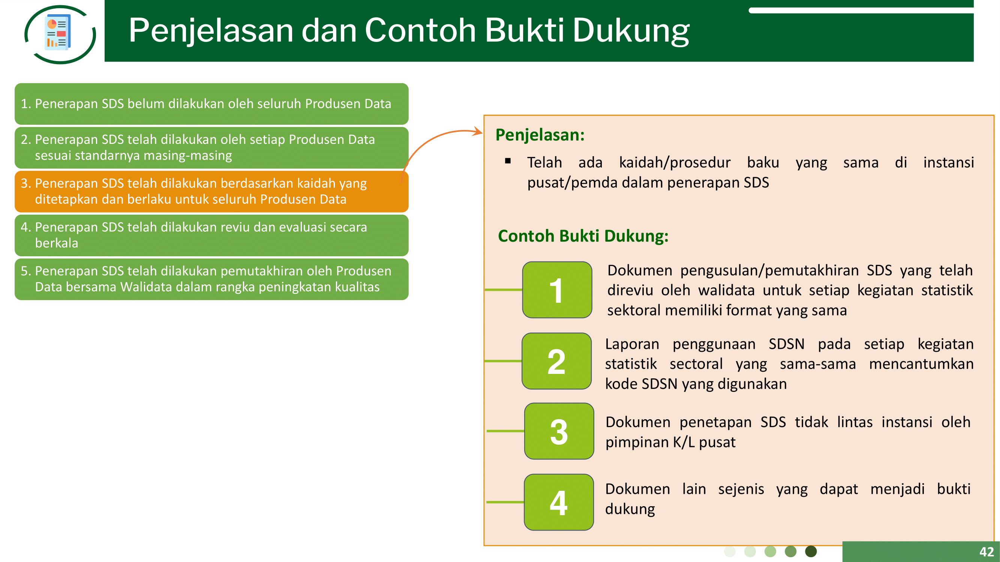 Penjelasan dan Contoh Bukti Dukung
1. Penerapan SDS belum dilakukan oleh seluruh Produsen Data
2. Penerapan SDS telah dilakukan oleh setiap Produsen Data
sesuai standarnya masing-masing
3. Penerapan SDS telah dilakukan berdasarkan kaidah yang
ditetapkan dan berlaku untuk seluruh Produsen Data
4. Penerapan SDS telah dilakukan reviu dan evaluasi secara
berkala
5. Penerapan SDS telah dilakukan pemutakhiran oleh Produsen
Data bersama Walidata dalam rangka peningkatan kualitas
Penjelasan:
▪ Telah ada kaidah/prosedur baku yang sama di instansi
pusat/pemda dalam penerapan SDS
Contoh Bukti Dukung:
1
Dokumen pengusulan/pemutakhiran SDS yang telah
direviu oleh walidata untuk setiap kegiatan statistik
sektoral memiliki format yang sama
2
Laporan penggunaan SDSN pada setiap kegiatan
statistik sectoral yang sama-sama mencantumkan
kode SDSN yang digunakan
3
Dokumen penetapan SDS tidak lintas instansi oleh
pimpinan K/L pusat
4
Dokumen lain sejenis yang dapat menjadi bukti
dukung
42